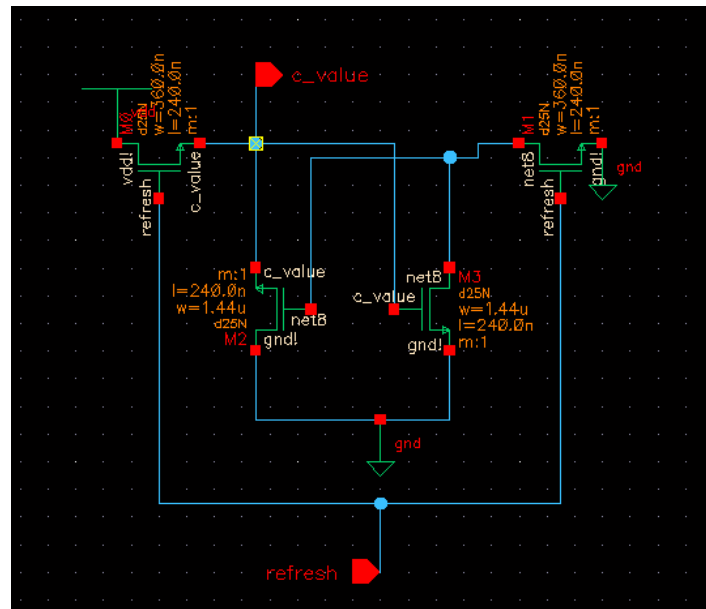 c_value
M0
vdd
d25N
w=360.0n
l=240.0n
m:1
vdd!
refresh
c_value
M1
d25N
w=360.0n
l=240.0n
m:1
net8
refresh
gnd!
gnd
m:1
l=240.0n
w=1.44u
d25N
M2
c_value
net8
gnd!
net8
c_value
gnd!
M3
d25N
w=1.44u
l=240.0n
m:1
gnd
refresh